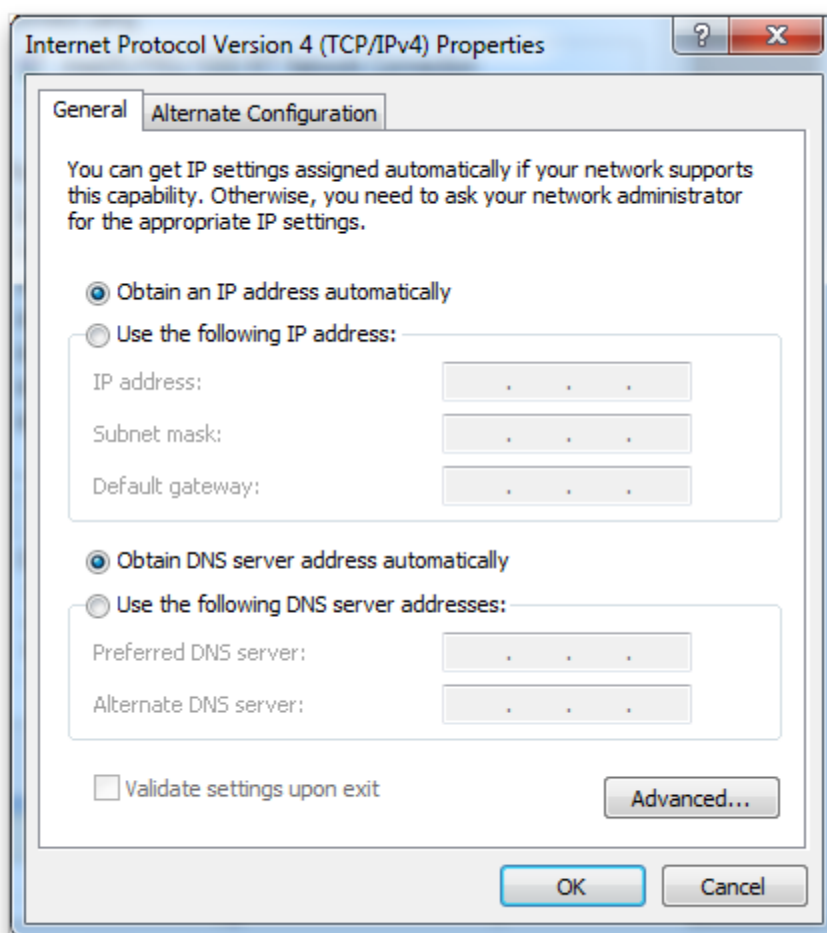 Internet Protocol Version 4 (TCP/IPv4) Properties
General
Alternate Configuration
You can get IP settings assigned automatically if your network supports
this capability. Otherwise, you need to ask your network administrator
for the appropriate IP settings.
Obtain an IP address automatically
Use the following IP address:
IP address:
. . .
Subnet mask:
. . .
Default gateway:
. . .
Obtain DNS server address automatically
Use the following DNS server addresses:
Preferred DNS server:
. . .
Alternate DNS server:
. . .
Validate settings upon exit
Advanced...
OK
Cancel